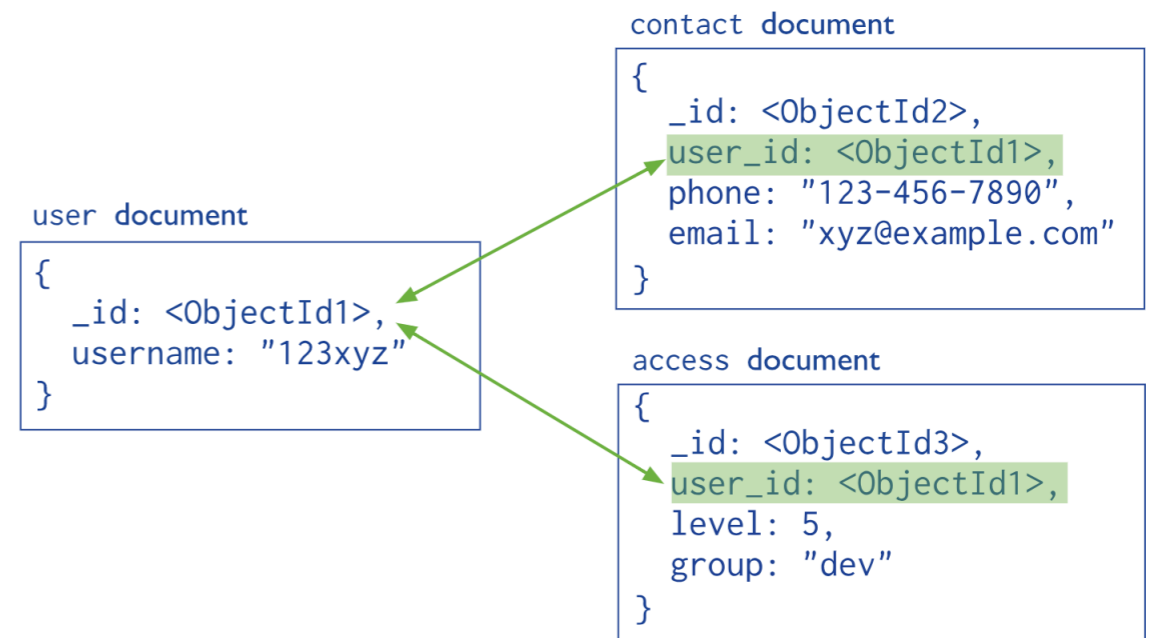 user document
{
_id: <ObjectId1>,
username: "123xyz"
}
contact document
{
_id: <ObjectId2>,
user_id: <ObjectId1>,
phone: "123-456-7890",
email: "xyz@example.com"
}
access document
{
_id: <ObjectId3>,
user_id: <ObjectId1>,
level: 5,
group: "dev"
}